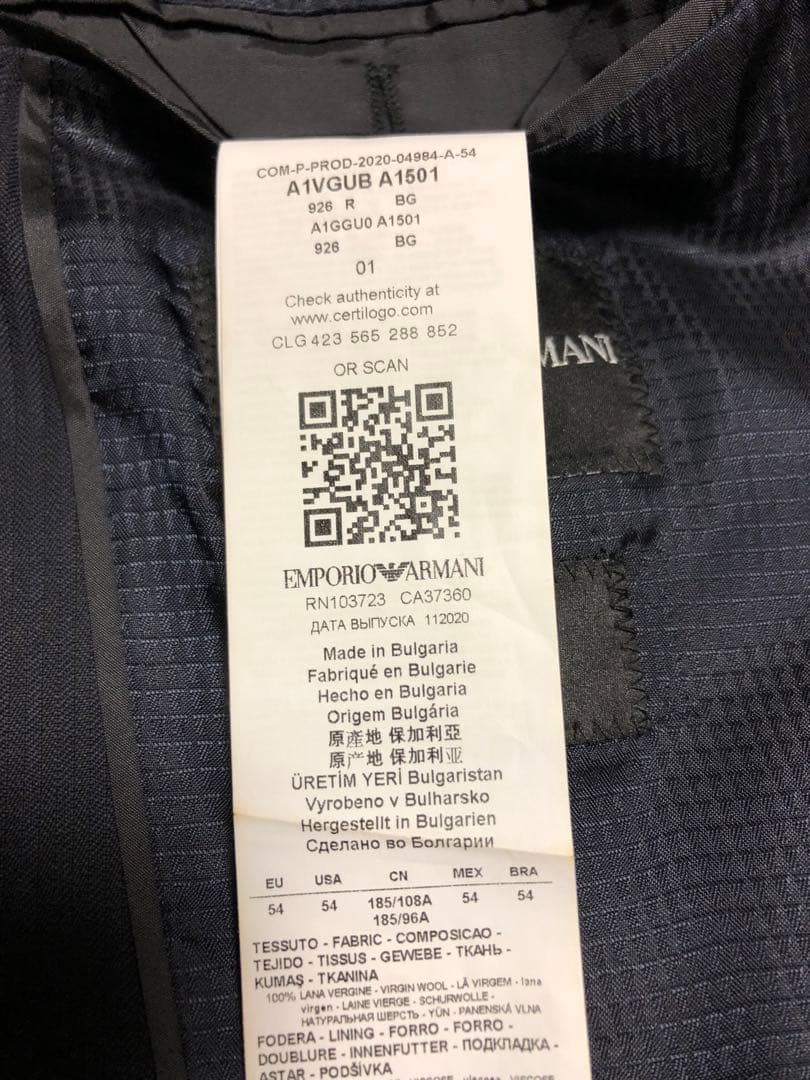 COM-P-PROD-2020-04984-A-54
A1VGUB A1501
926 R BG
A1GGU0 A1501
926 BG
01
Check authenticity at
www.certilogo.com
CLG 423 565 288 852
OR SCAN
MANI
EMPORIO ARMANI
RN103723 CA37360
ДАТА ВЫПУСКА 112020
Made in Bulgaria
Fabriqué en Bulgarie
Hecho en Bulgaria
Origem Bulgária
原產地 保加利亞
原产地 保加利亚
ÜRETİM YERİ Bulgaristan
Vyrobeno v Bulharsko
Hergestellt in Bulgarien
Сделано во Болгарии
EU USA CN MEX BRA
54 54 185/108A 54 54
185/96A
TESSUTO - FABRIC - COMPOSICAO -
TEJIDO - TISSUS - GEWEBE - ТКАНЬ -
KUMAŞ - TKANINA
100% LANA VERGINE - VIRGIN WOOL - LÃ VIRGEM - lana
virgen - LAINE VIERGE - SCHURWOLLE -
НАТУРАЛЬНАЯ ШЕРСТЬ - YÜN - PANENSKÁ VLNA
FODERA - LINING - FORRO - FORRO -
DOUBLURE - INNENFUTTER - ПОДКЛАДКА -
ASTAR - PODŠÍVKA